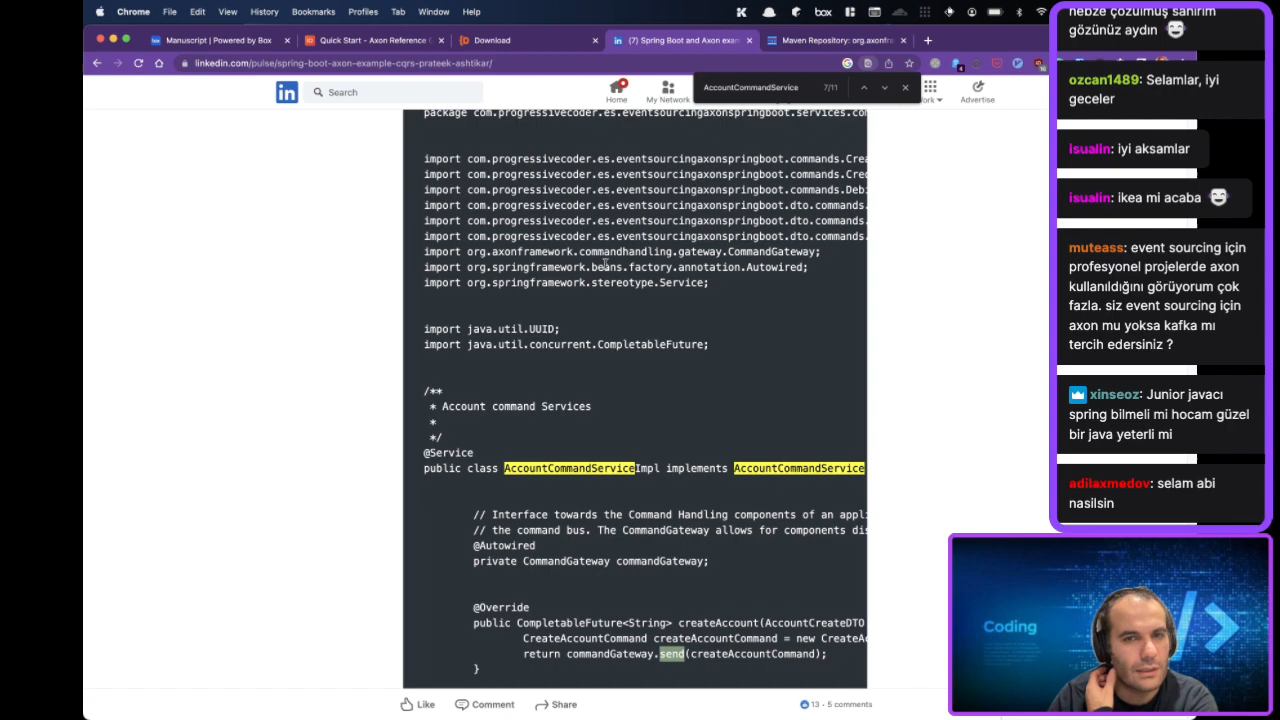 Chrome File Edit View History Bookmarks Profiles Tab Window Help
box
Manuscript | Powered by Box
Quick Start - Axon Reference G
Download
(7) Spring Boot and Axon exam
Maven Repository: org.axonfra
linkedin.com/pulse/spring-boot-axon-example-cqrs-prateek-ashtikar/
in
Search
Home
My Network
AccountCommandService 7/11
Advertise
package com.progressivecoder.es.eventsourcingaxonspringboot.services.com
import com.progressivecoder.es.eventsourcingaxonspringboot.commands.Crea
import com.progressivecoder.es.eventsourcingaxonspringboot.commands.Cred
import com.progressivecoder.es.eventsourcingaxonspringboot.commands.Debi
import com.progressivecoder.es.eventsourcingaxonspringboot.dto.commands.
import com.progressivecoder.es.eventsourcingaxonspringboot.dto.commands.
import com.progressivecoder.es.eventsourcingaxonspringboot.dto.commands.
import org.axonframework.commandhandling.gateway.CommandGateway;
import org.springframework.beans.factory.annotation.Autowired;
import org.springframework.stereotype.Service;
import java.util.UUID;
import java.util.concurrent.CompletableFuture;
/**
* Account command Services
*
*/
@Service
public class AccountCommandServiceImpl implements AccountCommandService
// Interface towards the Command Handling components of an appli
// the command bus. The CommandGateway allows for components dis
@Autowired
private CommandGateway commandGateway;
@Override
public CompletableFuture<String> createAccount(AccountCreateDTO
CreateAccountCommand createAccountCommand = new CreateA
return commandGateway.send(createAccountCommand);
}
Like
Comment
Share
13 · 5 comments
nebze çözülmüş sanırım
gözünüz aydın
ozcan1489: Selamlar, iyi
geceler
isualin: iyi aksamlar
isualin: ikea mi acaba
muteass: event sourcing için
profesyonel projelerde axon
kullanıldığını görüyorum çok
fazla. siz event sourcing için
axon mu yoksa kafka mı
tercih edersiniz ?
xinseoz: Junior javacı
spring bilmeli mi hocam güzel
bir java yeterli mi
adilaxmedov: selam abi
nasilsin
Coding